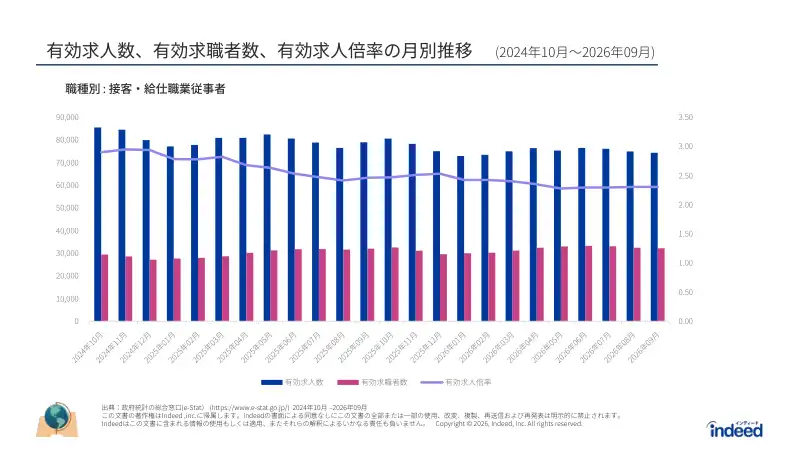 有効求人数、有効求職者数、有効求人倍率の月別推移 (2024年10月～2026年09月)
職種別 : 接客・給仕職業従事者
90,000
80,000
70,000
60,000
50,000
40,000
30,000
20,000
10,000
0
3.50
3.00
2.50
2.00
1.50
1.00
0.50
0.00
2024年10月
2024年11月
2024年12月
2025年01月
2025年02月
2025年03月
2025年04月
2025年05月
2025年06月
2025年07月
2025年08月
2025年09月
2025年10月
2025年11月
2025年12月
2026年01月
2026年02月
2026年03月
2026年04月
2026年05月
2026年06月
2026年07月
2026年08月
2026年09月
有効求人数 有効求職者数 有効求人倍率
出典：政府統計の総合窓口(e-Stat) (https://www.e-stat.go.jp/) 2024年10月 –2026年09月
この文書の著作権はIndeed ,inc.に帰属します。Indeedの書面による同意なしにこの文書の全部または一部の使用、改変、複製、再送信および再発表は明示的に禁止されます。
Indeedはこの文書に含まれる情報の使用もしくは適用、またそれらの解釈によるいかなる責任も負いません。 Copyright © 2026, Indeed, Inc. All rights reserved.
インディード
indeed